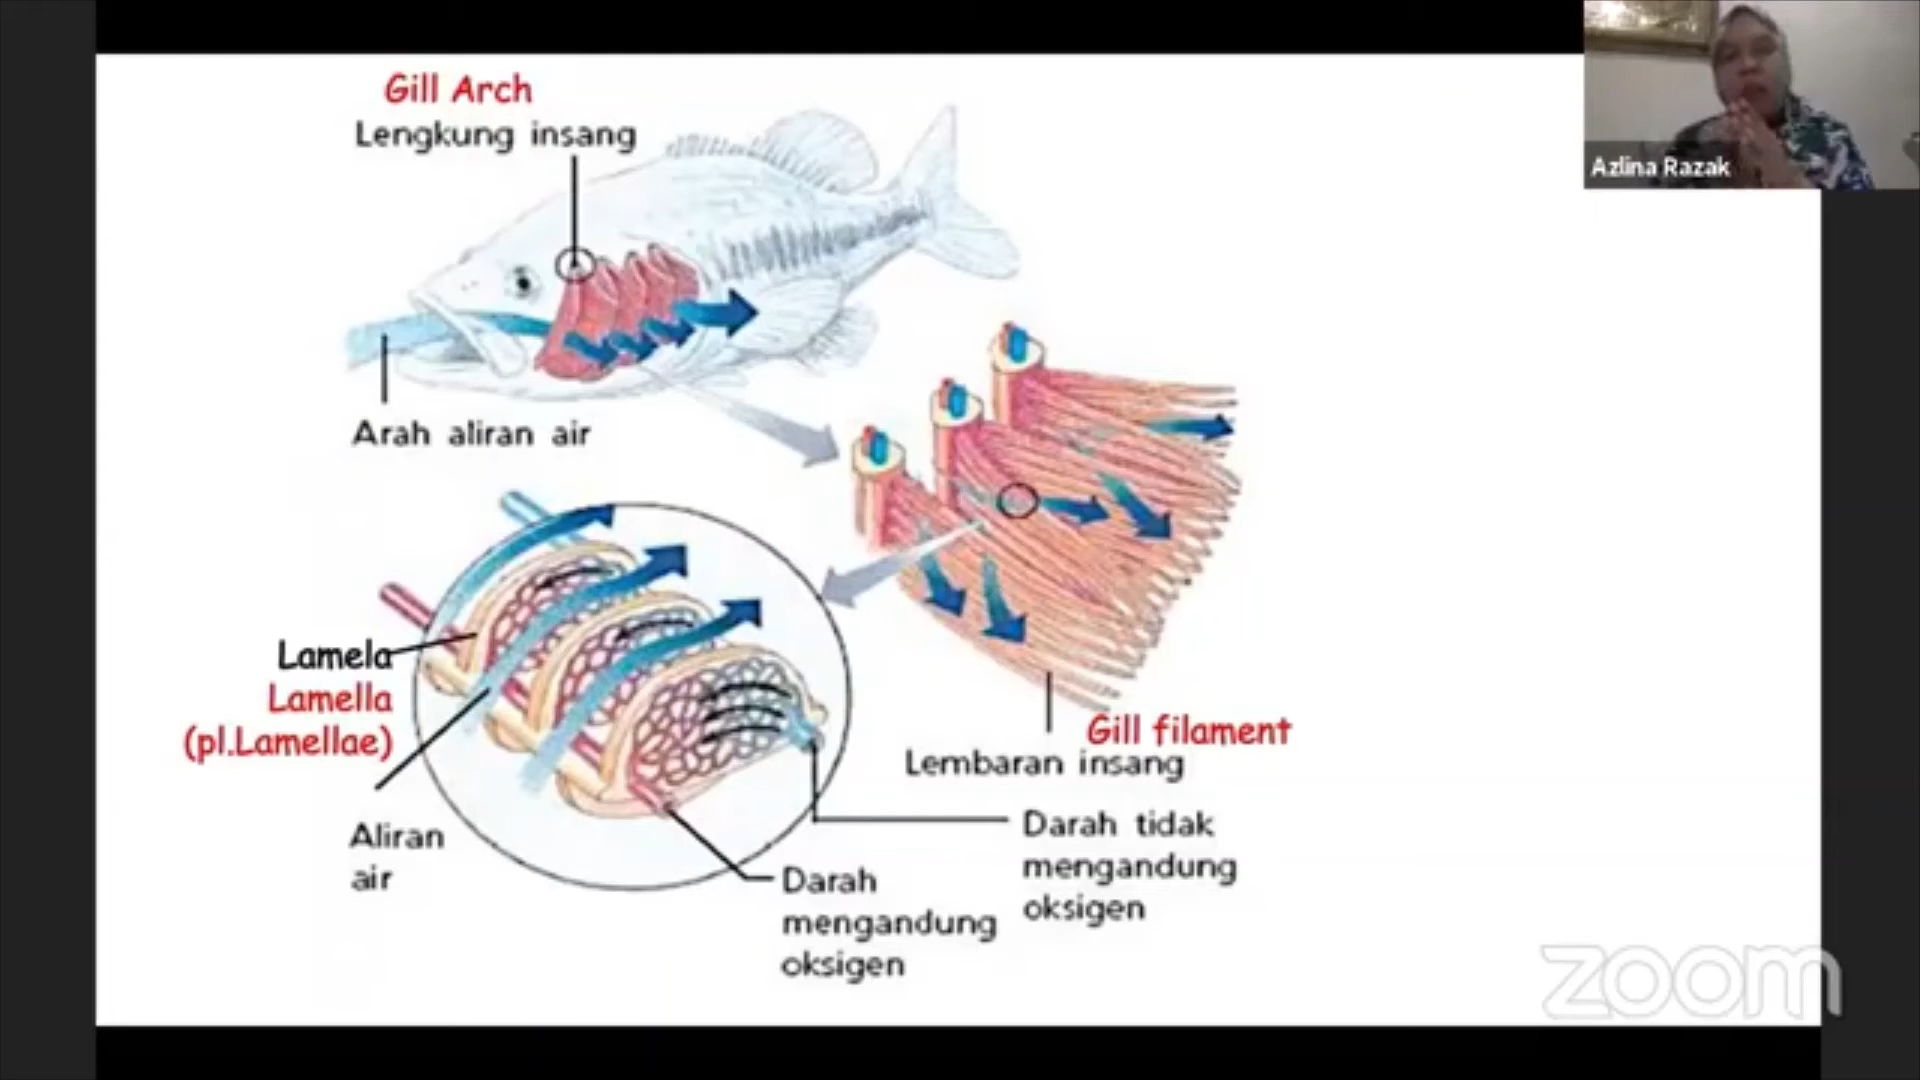 Gill Arch
Lengkung insang
Azlina Razak
Arah aliran air
Lamela
Lamella
(pl.Lamellae)
Gill filament
Lembaran insang
Aliran
air
Darah tidak
mengandung
oksigen
Darah
mengandung
oksigen
zoom